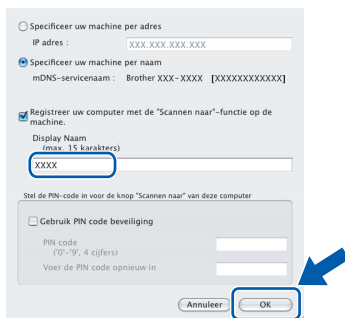 Specificeer uw machine per adres
IP adres : XXX.XXX.XXX.XXX
Specificeer uw machine per naam
mDNS-servicenaam : Brother XXX-XXXX [XXXXXXXXXXXX]
Registreer uw computer met de "Scannen naar"-functie op de
machine.
Display Naam
(max. 15 karakters)
XXXX
Stel de PIN-code in voor de knop "Scannen naar" van deze computer
Gebruik PIN code beveiliging
PIN code
('0'-'9', 4 cijfers)
Voer de PIN code opnieuw in
Annuleer OK